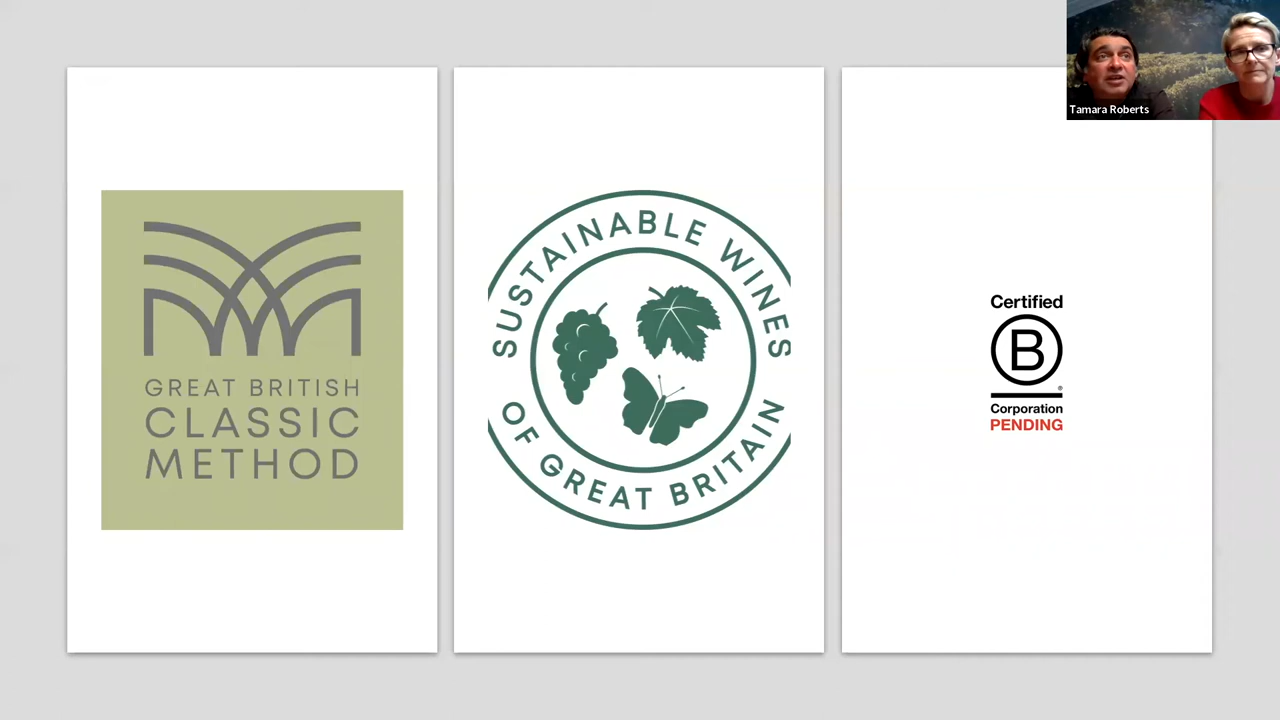 GREAT BRITISH
CLASSIC
METHOD
SUSTAINABLE WINES
OF GREAT BRITAIN
Certified
B
®
Corporation
PENDING
Tamara Roberts